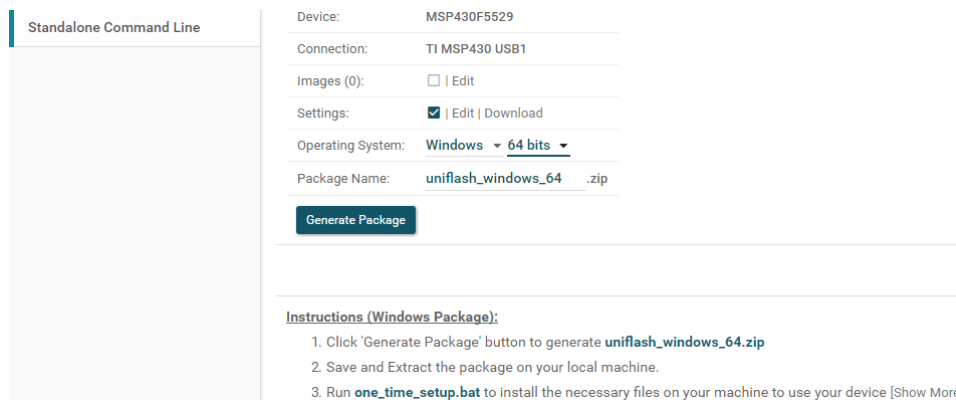 Standalone Command Line
Device: MSP430F5529
Connection: TI MSP430 USB1
Images (0): | Edit
Settings: | Edit | Download
Operating System: Windows 64 bits
Package Name: uniflash_windows_64 .zip
Generate Package
Instructions (Windows Package):
1. Click 'Generate Package' button to generate uniflash_windows_64.zip
2. Save and Extract the package on your local machine.
3. Run one_time_setup.bat to install the necessary files on your machine to use your device [Show More